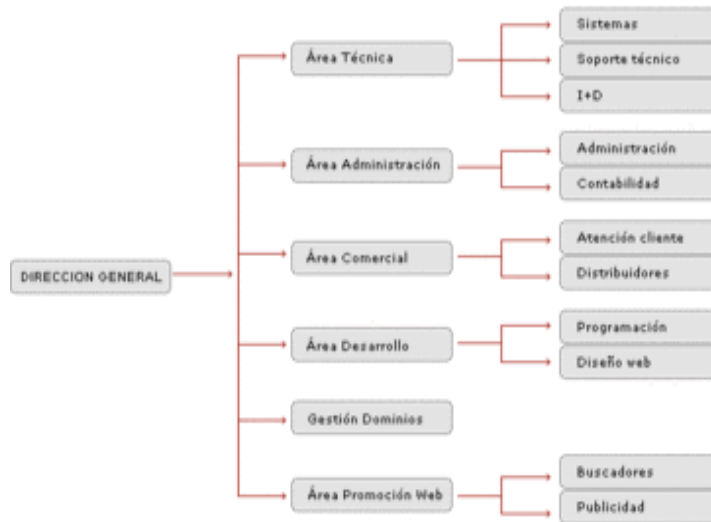 DIRECCION GENERAL
Área Técnica
Sistemas
Soporte técnico
I+D
Área Administración
Administración
Contabilidad
Área Comercial
Atención cliente
Distribuidores
Área Desarrollo
Programación
Diseño web
Gestión Dominios
Área Promoción Web
Buscadores
Publicidad